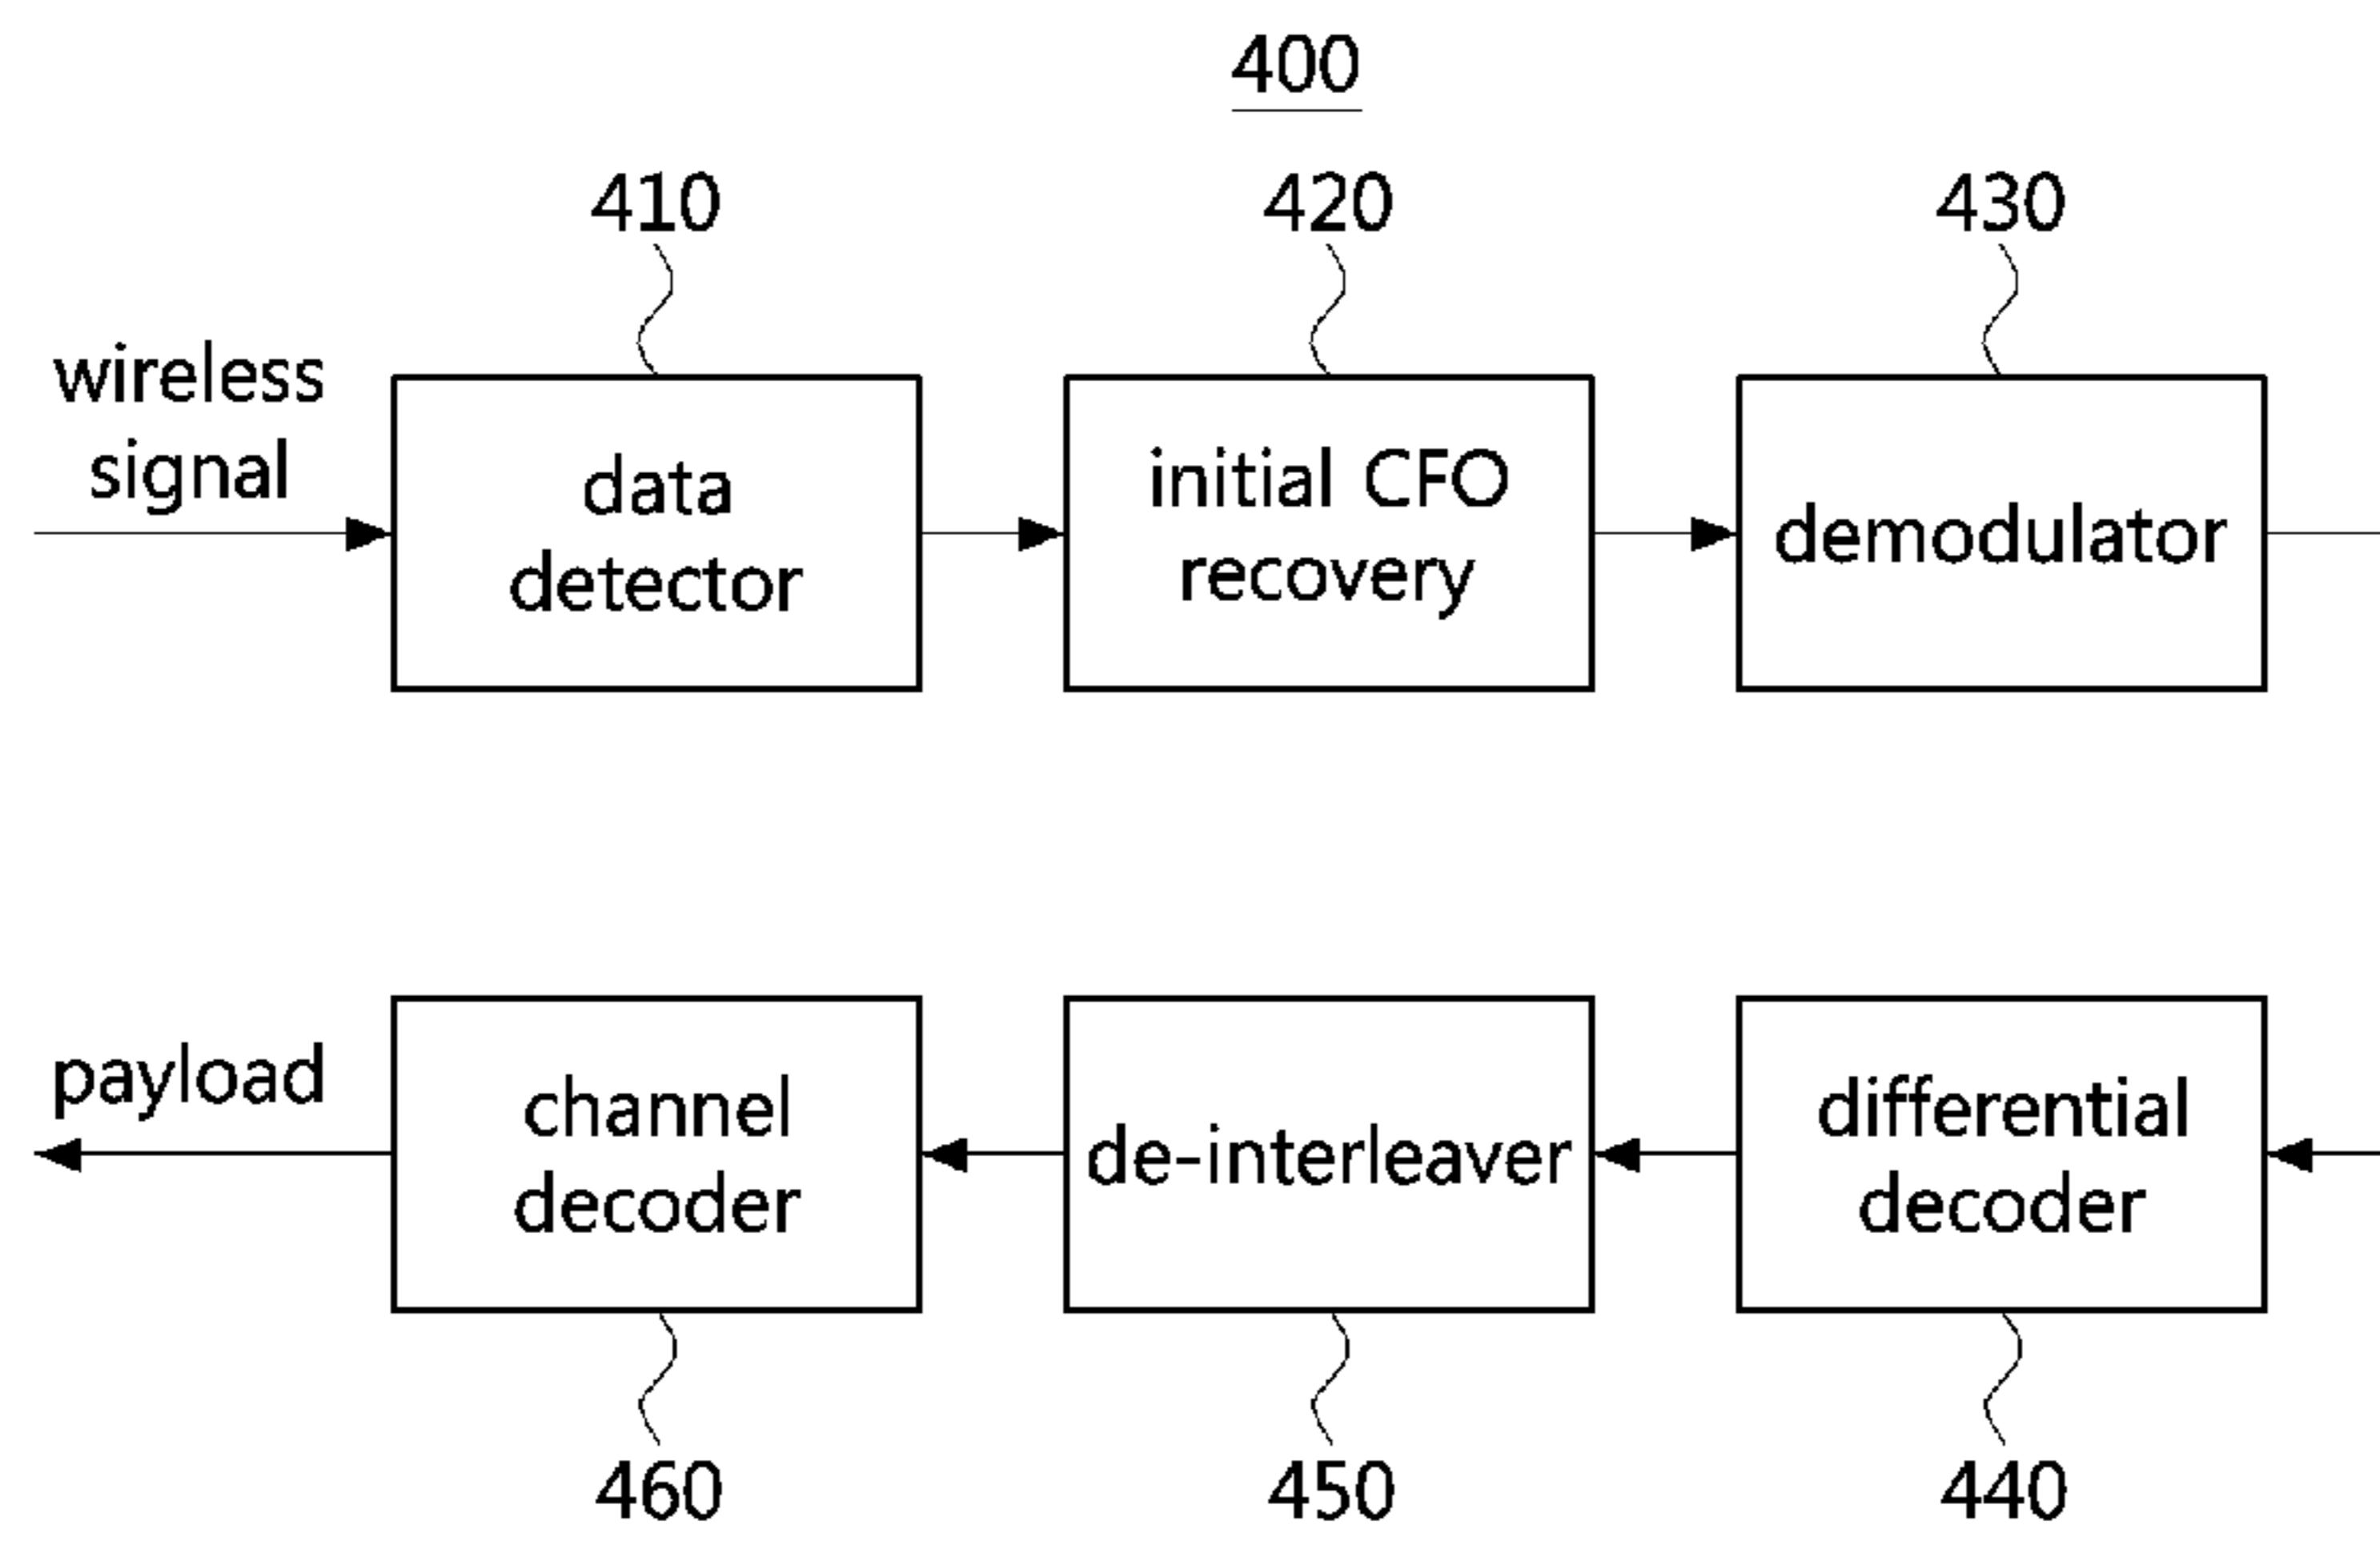 400
410
420
430
wireless
signal
data
detector
initial CFO
recovery
demodulator
payload
channel
decoder
de-interleaver
differential
decoder
460
450
440